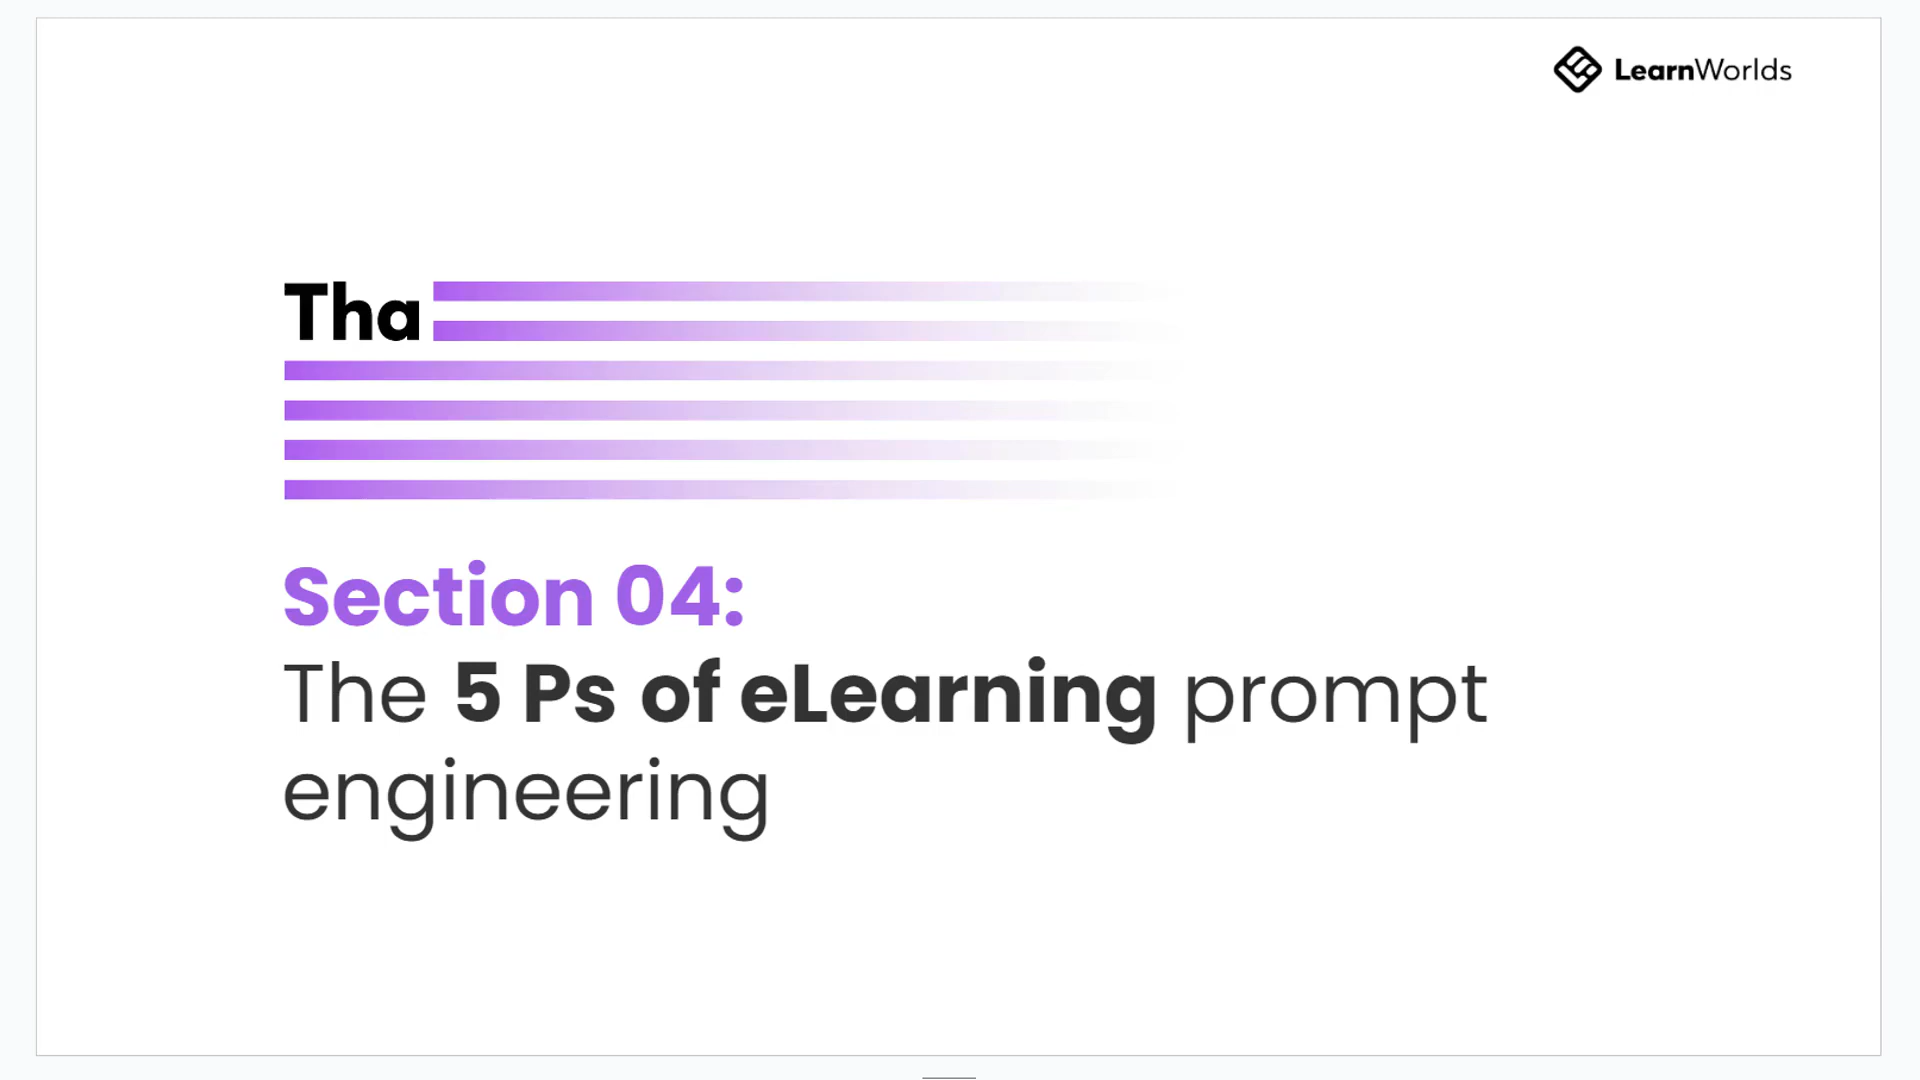 LearnWorlds
Tha
Section 04:
The 5 Ps of eLearning prompt
engineering